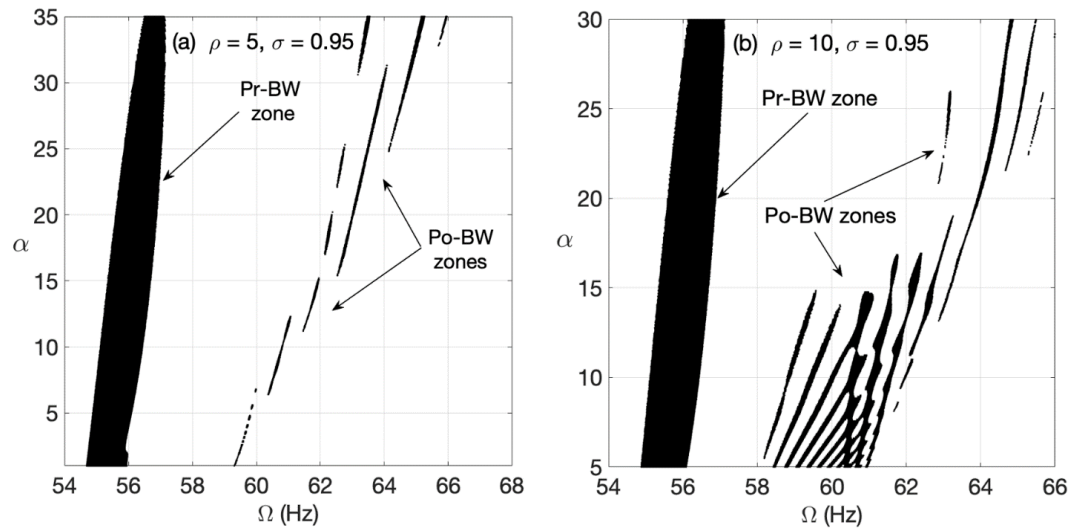 35
30
25
20
15
10
5
α
54
56
58
60
62
64
66
68
Ω (Hz)
(a) ρ = 5, σ = 0.95
Pr-BW
zone
Po-BW
zones
30
25
20
15
10
5
α
54
58
60
62
64
66
56
Ω (Hz)
(b) ρ = 10, σ = 0.95
Pr-BW zone
Po-BW zones